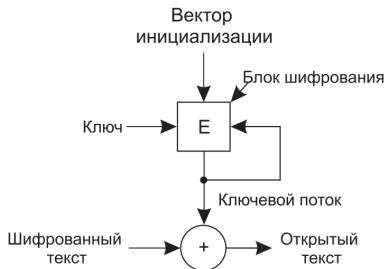 Вектор
инициализации
Блок шифрования
Ключ
E
Ключевой поток
Шифрованный
текст
+
Открытый
текст